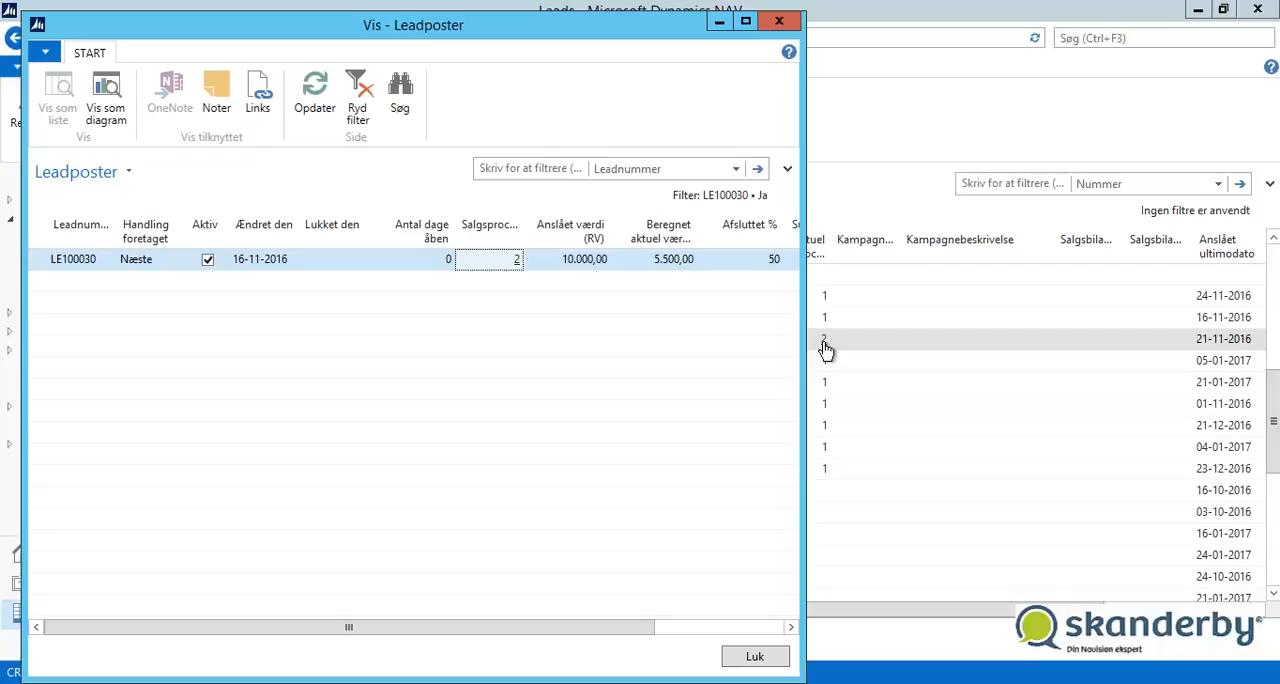 Leads - Microsoft Dynamics NAV
Vis - Leadposter
Søg (Ctrl+F3)
START
Vis som liste
Vis som diagram
OneNote
Noter
Links
Opdater
Ryd filter
Søg
Vis
Vis tilknyttet
Side
Leadposter
Skriv for at filtrere (...
Leadnummer
Filter: LE100030 • Ja
Skriv for at filtrere (...
Nummer
Ingen filtre er anvendt
Leadnum...
Handling foretaget
Aktiv
Ændret den
Lukket den
Antal dage åben
Salgsproc...
Anslået værdi (RV)
Beregnet aktuel vær...
Afsluttet %
LE100030 Næste 16-11-2016 0 2 10.000,00 5.500,00 50
Kampagn...
Kampagnebeskrivelse
Salgsbila...
Salgsbila...
Anslået ultimodato
1 24-11-2016
1 16-11-2016
2 21-11-2016
05-01-2017
1 21-01-2017
1 01-11-2016
1 21-12-2016
1 04-01-2017
1 23-12-2016
16-10-2016
03-10-2016
16-01-2017
24-01-2017
24-10-2016
21-01-2017
Luk
skanderby®
Din Navision ekspert